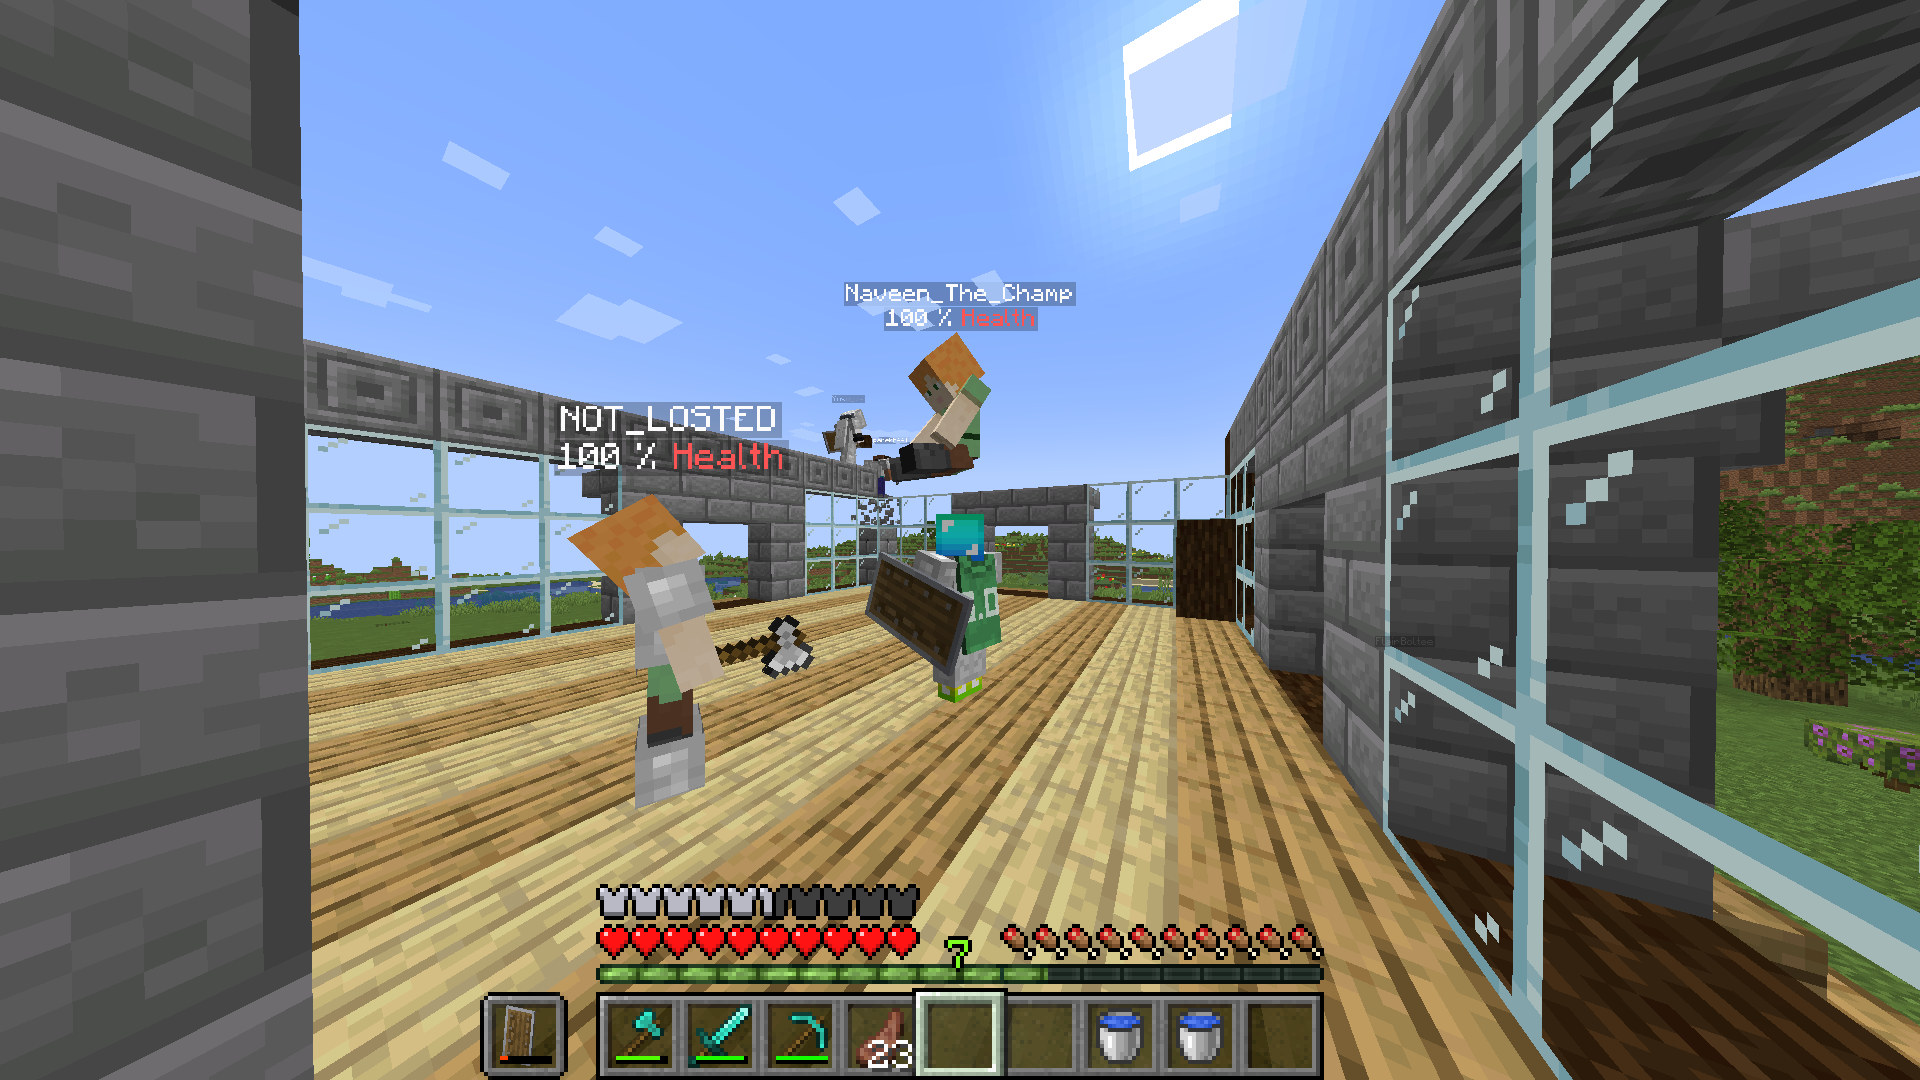 Naveen_The_Champ
100 % Health
NOT_LOSTED
100 % Health
7
23